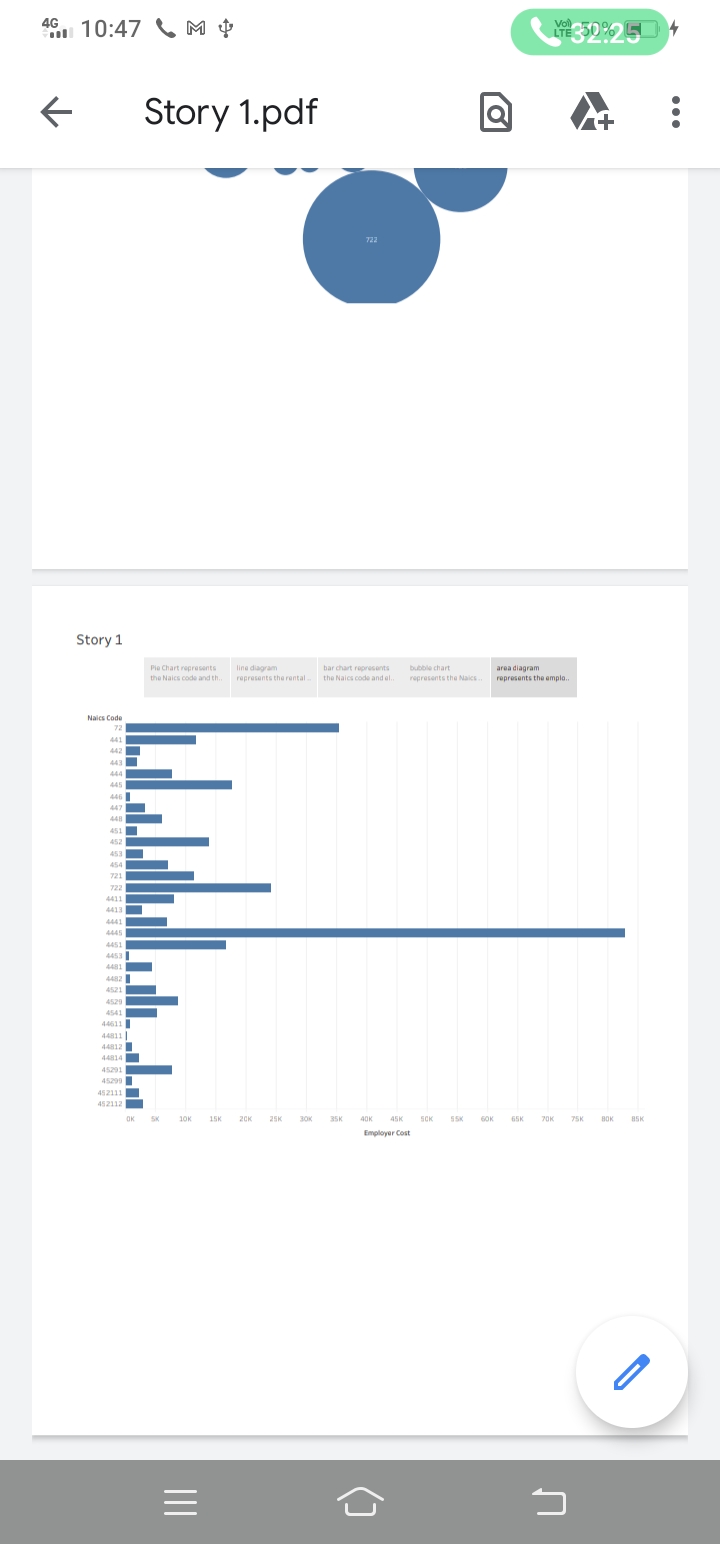 4G 10:47 32:25
Story 1.pdf
722
Story 1
Pie Chart represents
the Naics code and th..
line diagram
represents the rental ..
bar chart represents
the Naics code and el..
bubble chart
represents the Naics ..
area diagram
represents the emplo..
Naics Code
72
441
442
443
444
445
446
447
448
451
452
453
454
721
722
4411
4413
4441
4445
4451
4453
4481
4482
4521
4529
4541
44611
44811
44812
44814
45291
45299
452111
452112
0K 5K 10K 15K 20K 25K 30K 35K 40K 45K 50K 55K 60K 65K 70K 75K 80K 85K
Employer Cost